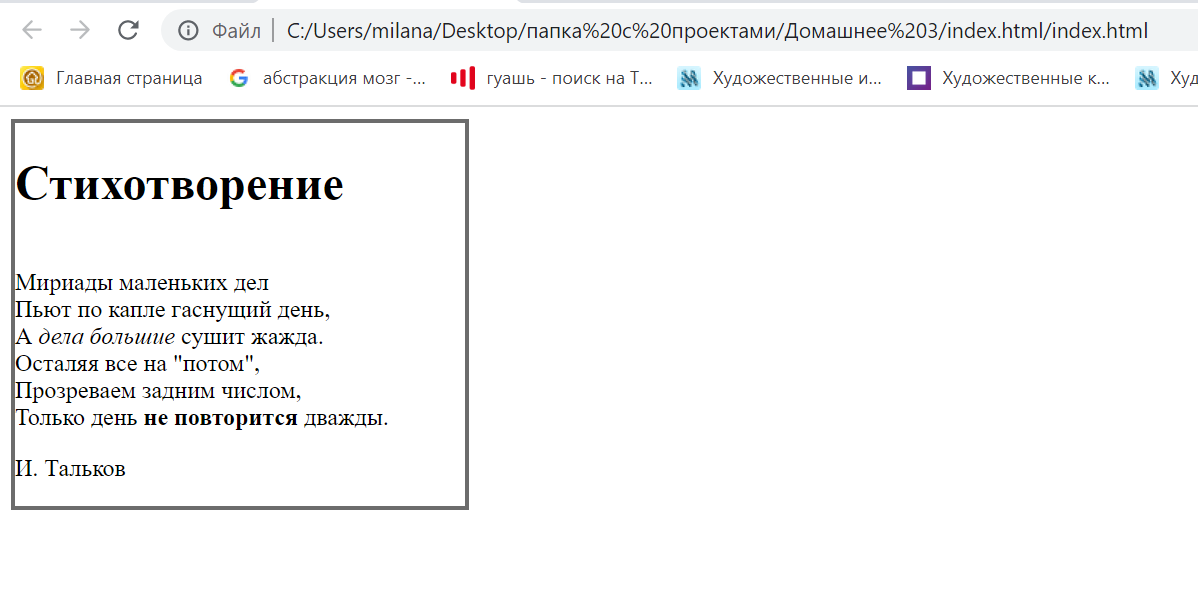 Файл | C:/Users/milana/Desktop/папка%20с%20проектами/Домашнее%203/index.html/index.html
Главная страница абстракция мозг -... гуашь - поиск на Т... Художественные и... Художественные к... Худ
Стихотворение
Мириады маленьких дел
Пьют по капле гаснущий день,
А дела большие сушит жажда.
Осталяя все на "потом",
Прозреваем задним числом,
Только день не повторится дважды.
И. Тальков